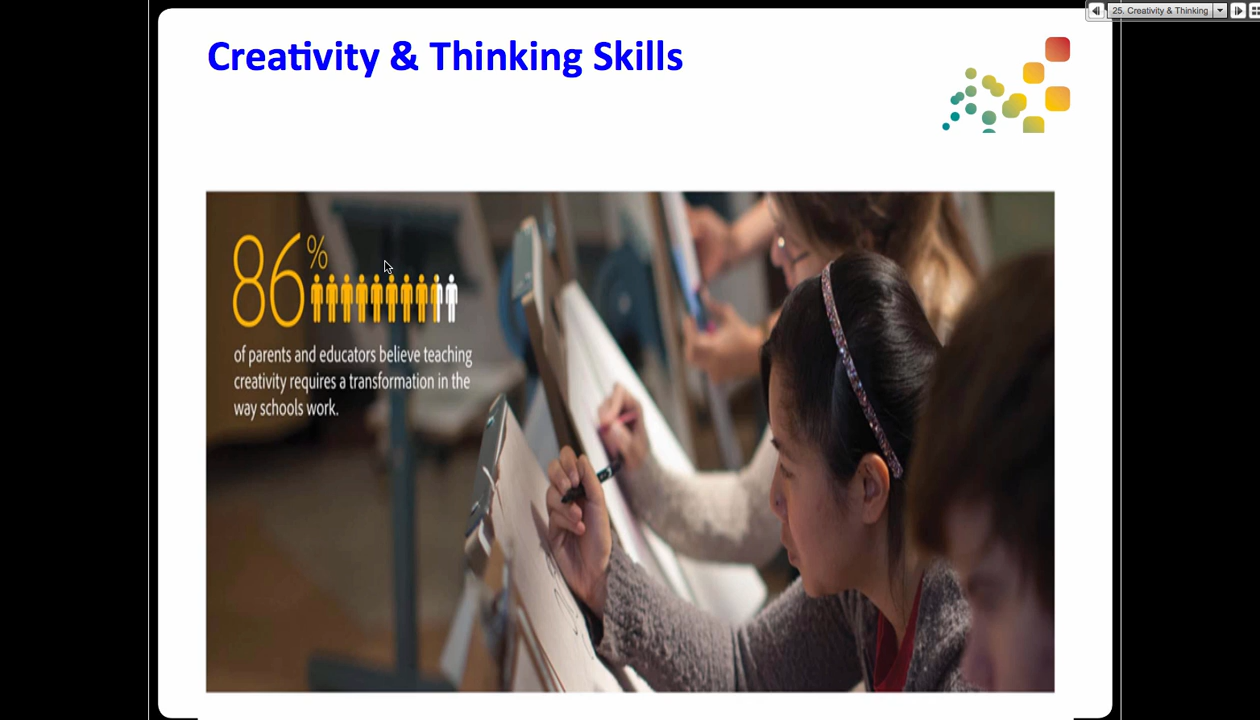 25. Creativity & Thinking
Creativity & Thinking Skills
86%
of parents and educators believe teaching
creativity requires a transformation in the
way schools work.